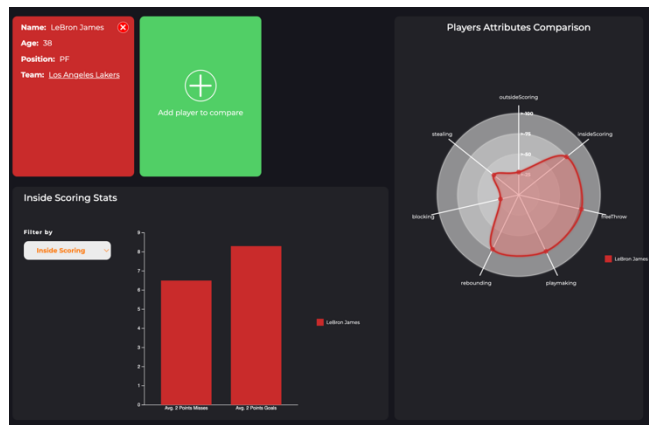 Name: LeBron James
Age: 38
Position: PF
Team: Los Angeles Lakers
Add player to compare
Players Attributes Comparison
outsideScoring
100
stealing
insideScoring
blocking
freeThrow
LeBron James
rebounding
playmaking
Inside Scoring Stats
Filter by
Inside Scoring
9
8
7
6
5
4
3
2
1
0
LeBron James
Avg. 2 Points Misses
Avg. 2 Points Goals